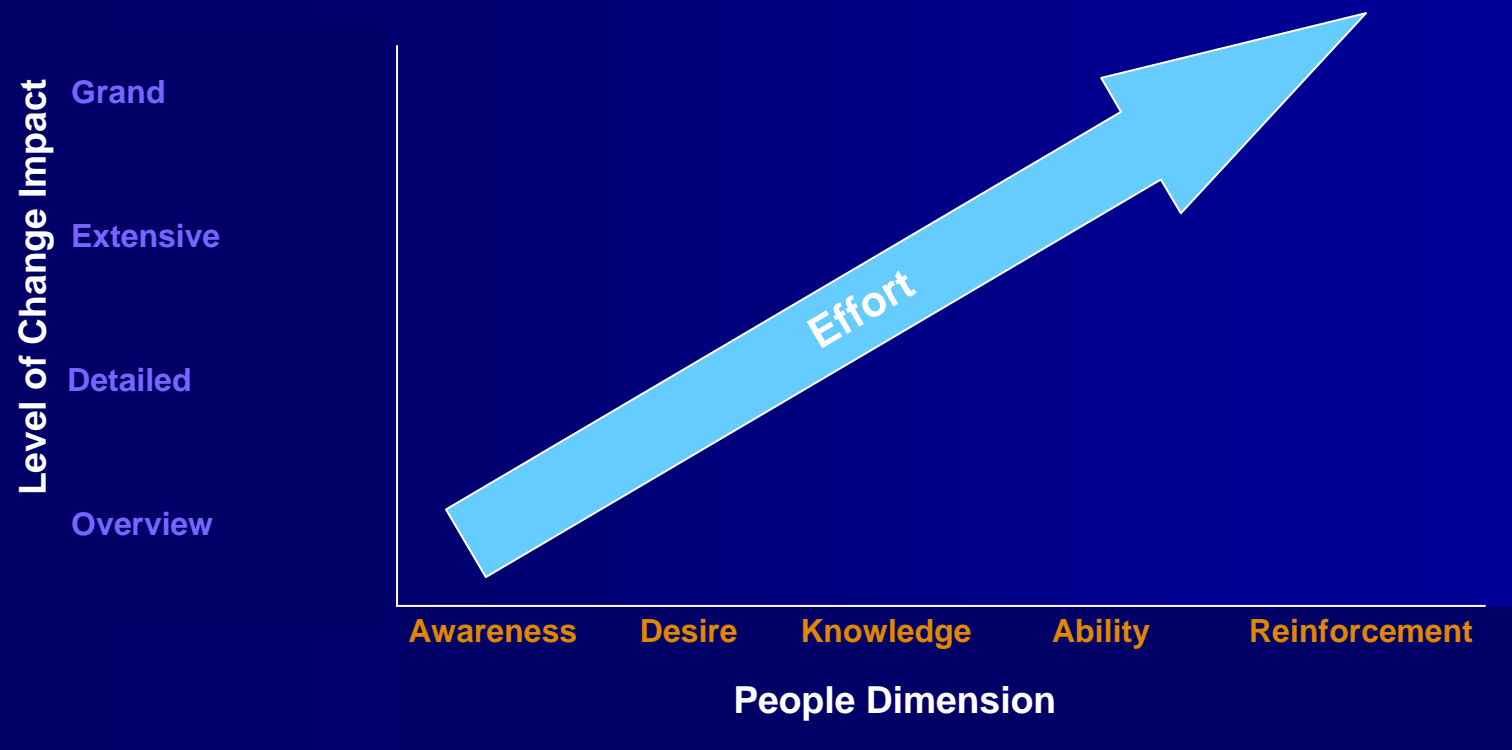 Level of Change Impact
Grand
Extensive
Detailed
Overview
Effort
Awareness
Desire
Knowledge
Ability
Reinforcement
People Dimension